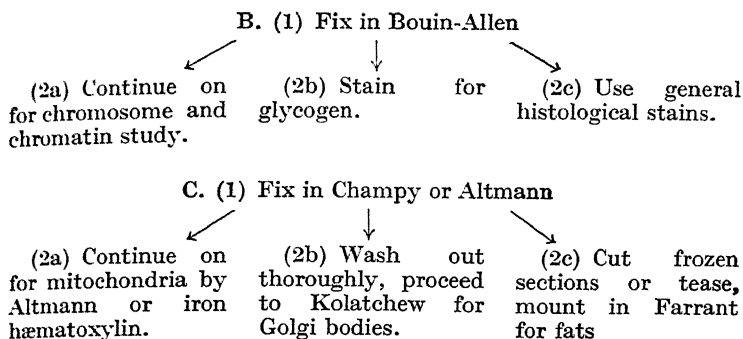 B. (1) Fix in Bouin-Allen
(2a) Continue on
for chromosome and
chromatin study.
(2b) Stain for
glycogen.
(2c) Use general
histological stains.
C. (1) Fix in Champy or Altmann
(2a) Continue on
for mitochondria by
Altmann or iron
hæmatoxylin.
(2b) Wash out
thoroughly, proceed
to Kolatchew for
Golgi bodies.
(2c) Cut frozen
sections or tease,
mount in Farrant
for fats